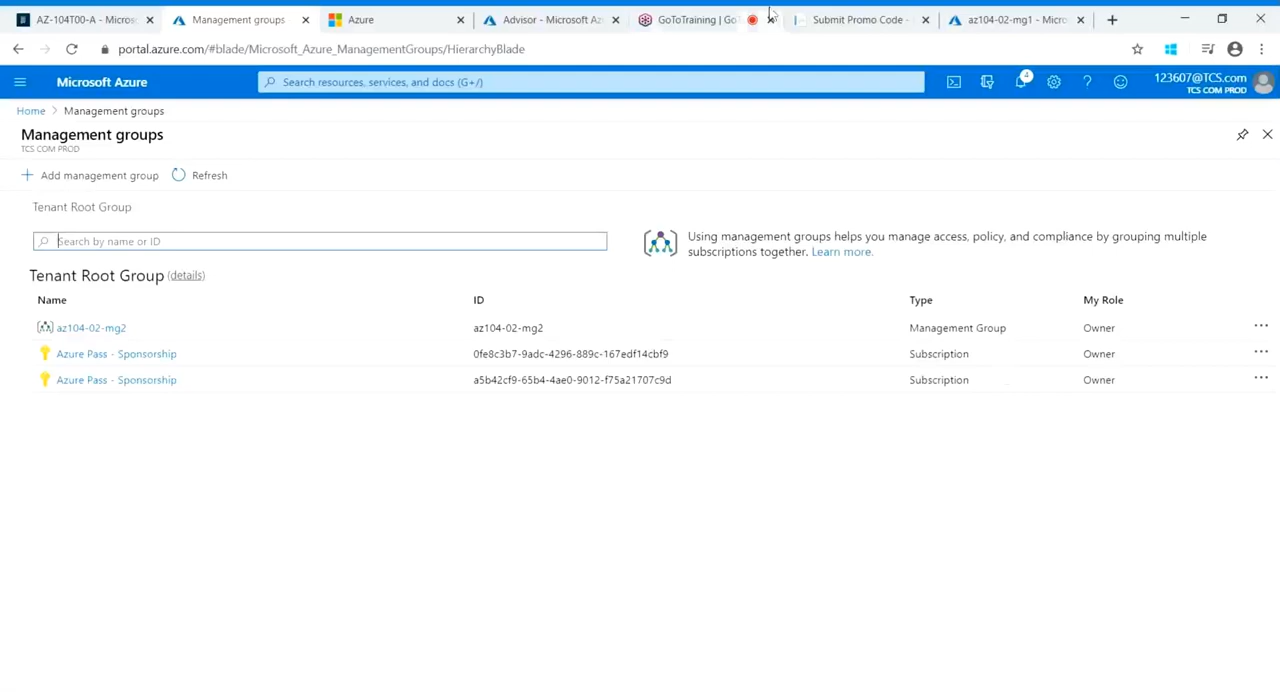 AZ-104T00-A - Micros
Management groups
Azure
Advisor - Microsoft Az
GoToTraining | Go
Submit Promo Code -
az104-02-mg1 - Micro
portal.azure.com/#blade/Microsoft_Azure_ManagementGroups/HierarchyBlade
Microsoft Azure
Search resources, services, and docs (G+/)
4
123607@TCS.com
TCS COM PROD
Home > Management groups
Management groups
TCS COM PROD
Add management group
Refresh
Tenant Root Group
Search by name or ID
Using management groups helps you manage access, policy, and compliance by grouping multiple
subscriptions together. Learn more.
Tenant Root Group (details)
Name ID Type My Role
az104-02-mg2 az104-02-mg2 Management Group Owner
Azure Pass - Sponsorship 0fe8c3b7-9adc-4296-889c-167edf14cbf9 Subscription Owner
Azure Pass - Sponsorship a5b42cf9-65b4-4ae0-9012-f75a21707c9d Subscription Owner